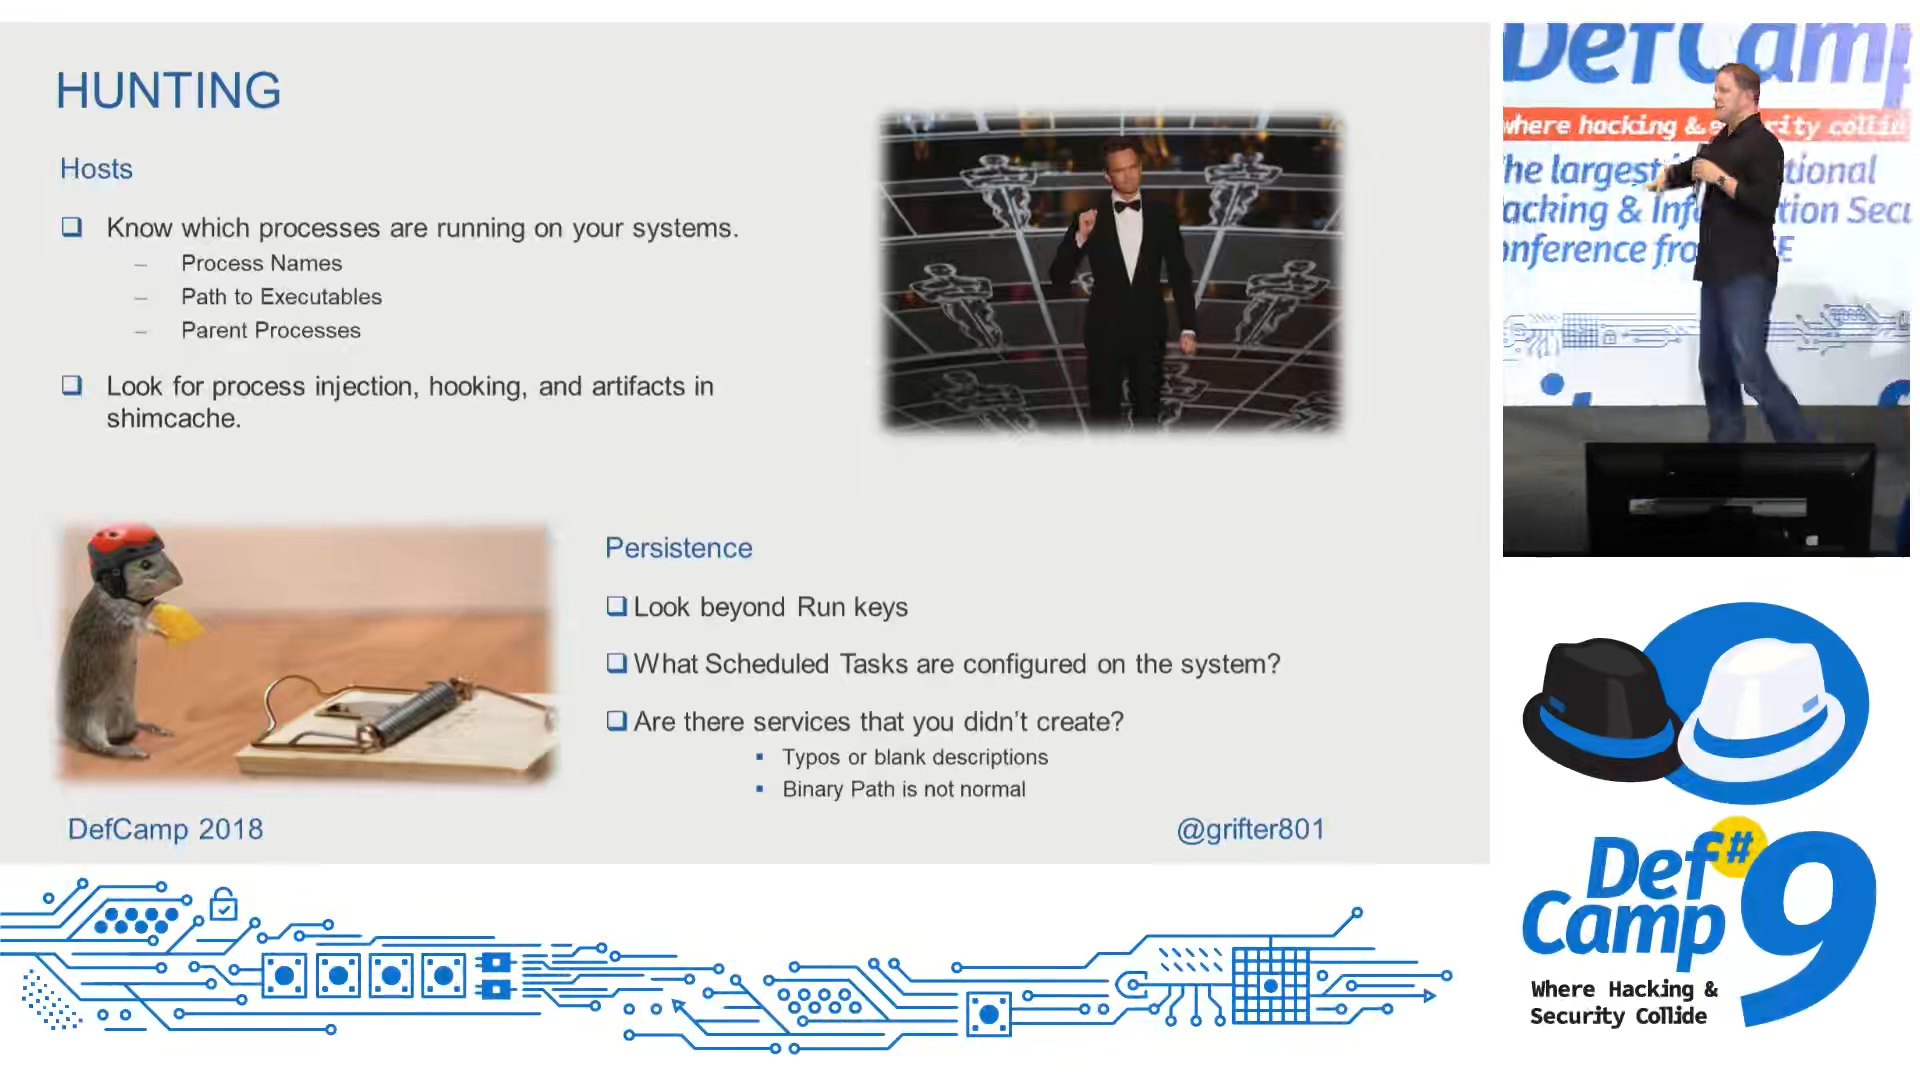 HUNTING
Hosts
Know which processes are running on your systems.
– Process Names
– Path to Executables
– Parent Processes
Look for process injection, hooking, and artifacts in
shimcache.
Persistence
Look beyond Run keys
What Scheduled Tasks are configured on the system?
Are there services that you didn’t create?
▪ Typos or blank descriptions
▪ Binary Path is not normal
DefCamp 2018
@grifter801
DefCamp
where hacking &
Def
#9
Camp
Where Hacking &
Security Collide